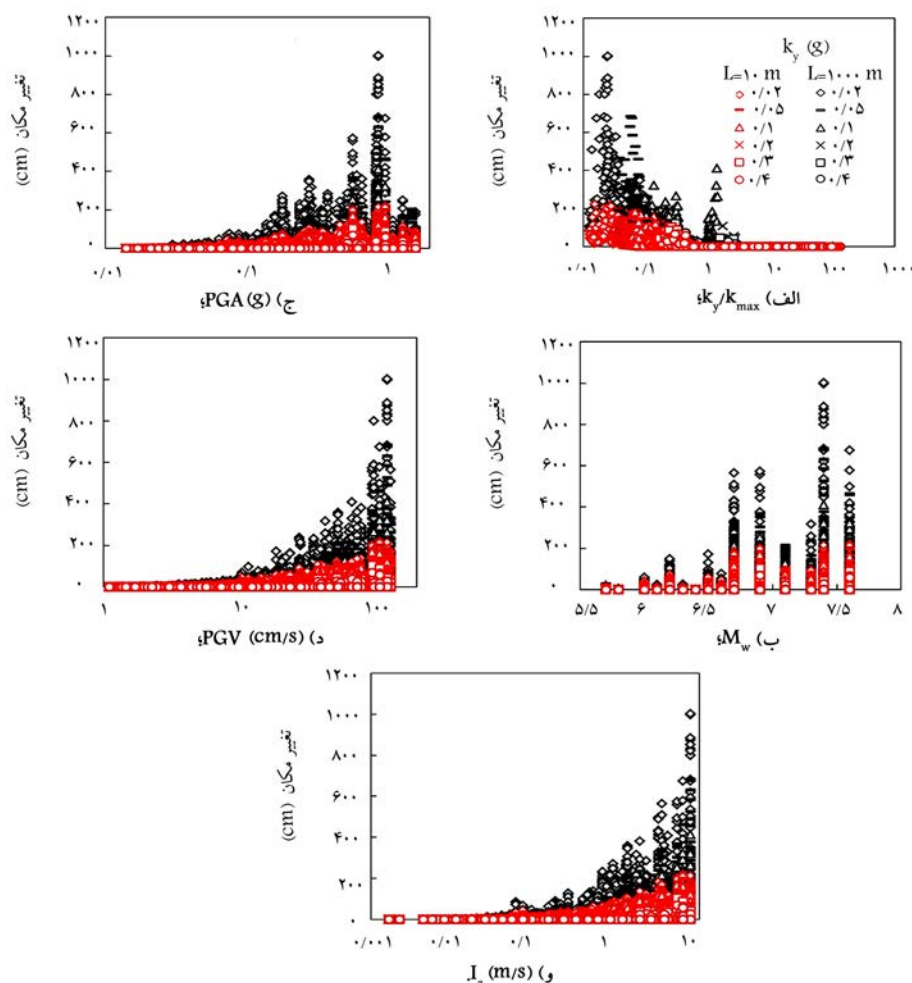 k_y (g)
L=۱۰ m L=۱۰۰۰ m
◇ ۰/۰۲ ◇ ۰/۰۲
- ۰/۰۵ - ۰/۰۵
△ ۰/۱ △ ۰/۱
× ۰/۲ × ۰/۲
□ ۰/۳ □ ۰/۳
○ ۰/۴ ○ ۰/۴
تغییر مکان (cm)
۱۲۰۰
۱۰۰۰
۸۰۰
۶۰۰
۴۰۰
۲۰۰
۰
۰/۰۱ ۰/۱ ۱ ۱۰ ۱۰۰ ۱۰۰۰
الف) k_y/k_max؛
تغییر مکان (cm)
۱۲۰۰
۱۰۰۰
۸۰۰
۶۰۰
۴۰۰
۲۰۰
۰
۰/۰۱ ۰/۱ ۱
ج) PGA (g)؛
تغییر مکان (cm)
۱۲۰۰
۱۰۰۰
۸۰۰
۶۰۰
۴۰۰
۲۰۰
۰
۵/۵ ۶ ۶/۵ ۷ ۷/۵ ۸
ب) M_w؛
تغییر مکان (cm)
۱۲۰۰
۱۰۰۰
۸۰۰
۶۰۰
۴۰۰
۲۰۰
۰
۱ ۱۰ ۱۰۰
د) PGV (cm/s)؛
تغییر مکان (cm)
۱۲۰۰
۱۰۰۰
۸۰۰
۶۰۰
۴۰۰
۲۰۰
۰
۰/۰۰۱ ۰/۰۱ ۰/۱ ۱ ۱۰
و) (m/s)